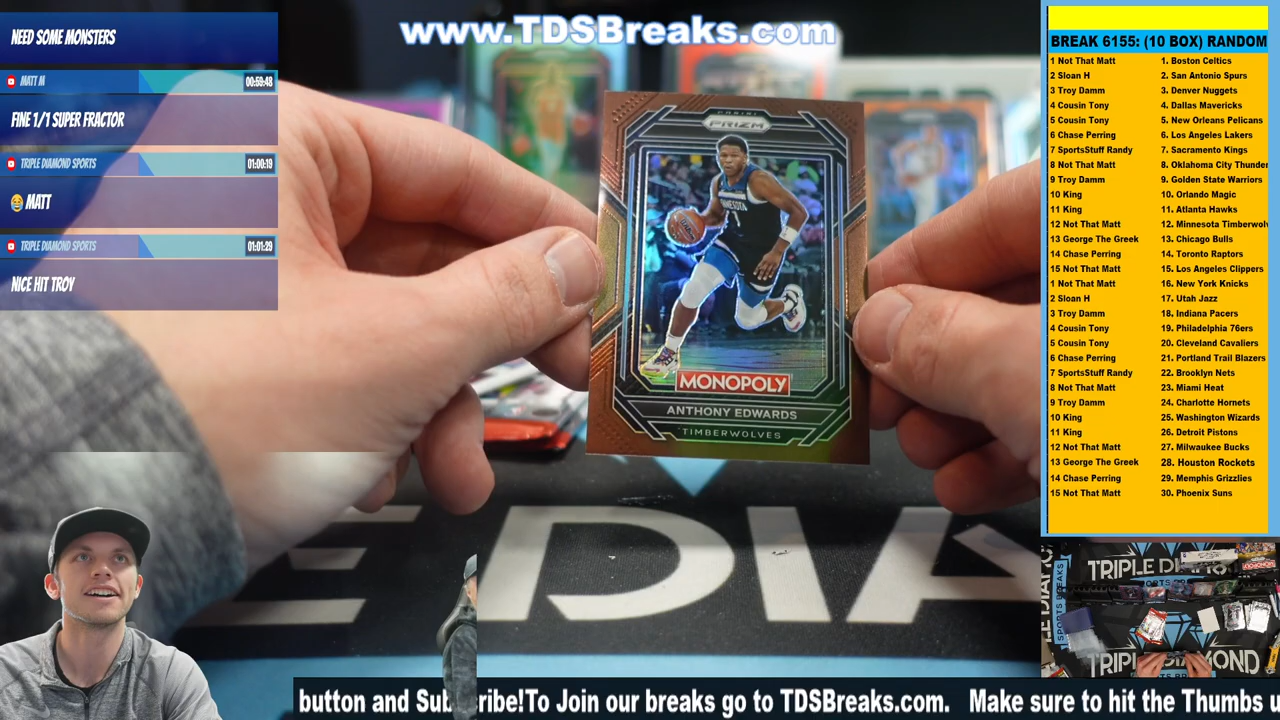 www.TDSBreaks.com
NEED SOME MONSTERS
MATT M 00:59:48
FINE 1/1 SUPER FRACTOR
TRIPLE DIAMOND SPORTS 01:00:19
😂 MATT
TRIPLE DIAMOND SPORTS 01:01:29
NICE HIT TROY
PANINI
PRIZM
MINNESOTA
1
MONOPOLY
ANTHONY EDWARDS
TIMBERWOLVES
E DIA
BREAK 6155: (10 BOX) RANDOM
1 Not That Matt 1. Boston Celtics
2 Sloan H 2. San Antonio Spurs
3 Troy Damm 3. Denver Nuggets
4 Cousin Tony 4. Dallas Mavericks
5 Cousin Tony 5. New Orleans Pelicans
6 Chase Perring 6. Los Angeles Lakers
7 SportsStuff Randy 7. Sacramento Kings
8 Not That Matt 8. Oklahoma City Thunder
9 Troy Damm 9. Golden State Warriors
10 King 10. Orlando Magic
11 King 11. Atlanta Hawks
12 Not That Matt 12. Minnesota Timberwolv
13 George The Greek 13. Chicago Bulls
14 Chase Perring 14. Toronto Raptors
15 Not That Matt 15. Los Angeles Clippers
1 Not That Matt 16. New York Knicks
2 Sloan H 17. Utah Jazz
3 Troy Damm 18. Indiana Pacers
4 Cousin Tony 19. Philadelphia 76ers
5 Cousin Tony 20. Cleveland Cavaliers
6 Chase Perring 21. Portland Trail Blazers
7 SportsStuff Randy 22. Brooklyn Nets
8 Not That Matt 23. Miami Heat
9 Troy Damm 24. Charlotte Hornets
10 King 25. Washington Wizards
11 King 26. Detroit Pistons
12 Not That Matt 27. Milwaukee Bucks
13 George The Greek 28. Houston Rockets
14 Chase Perring 29. Memphis Grizzlies
15 Not That Matt 30. Phoenix Suns
TRIPLE DIAMO
SPORTS BREAKS
TRIPLE DIAMOND
button and Sub ribe!To Join our breaks go to TDSBreaks.com. Make sure to hit the Thumbs u